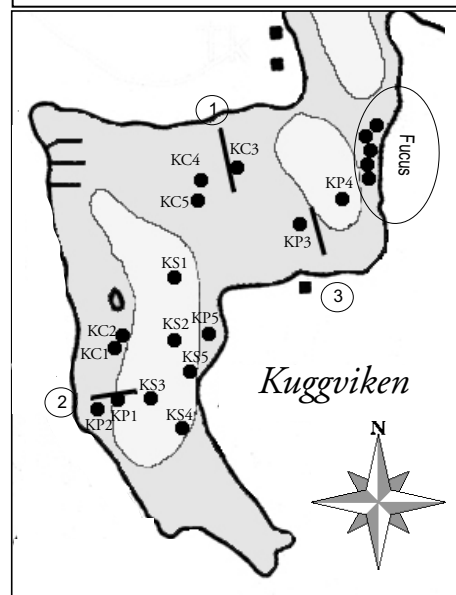 1
KC3
KC4
KC5
Fucus
KP4
KP3
KS1
3
KC2
KS2
KP5
KC1
KS5
Kuggviken
2
KP2
KP1
KS3
KS4
N